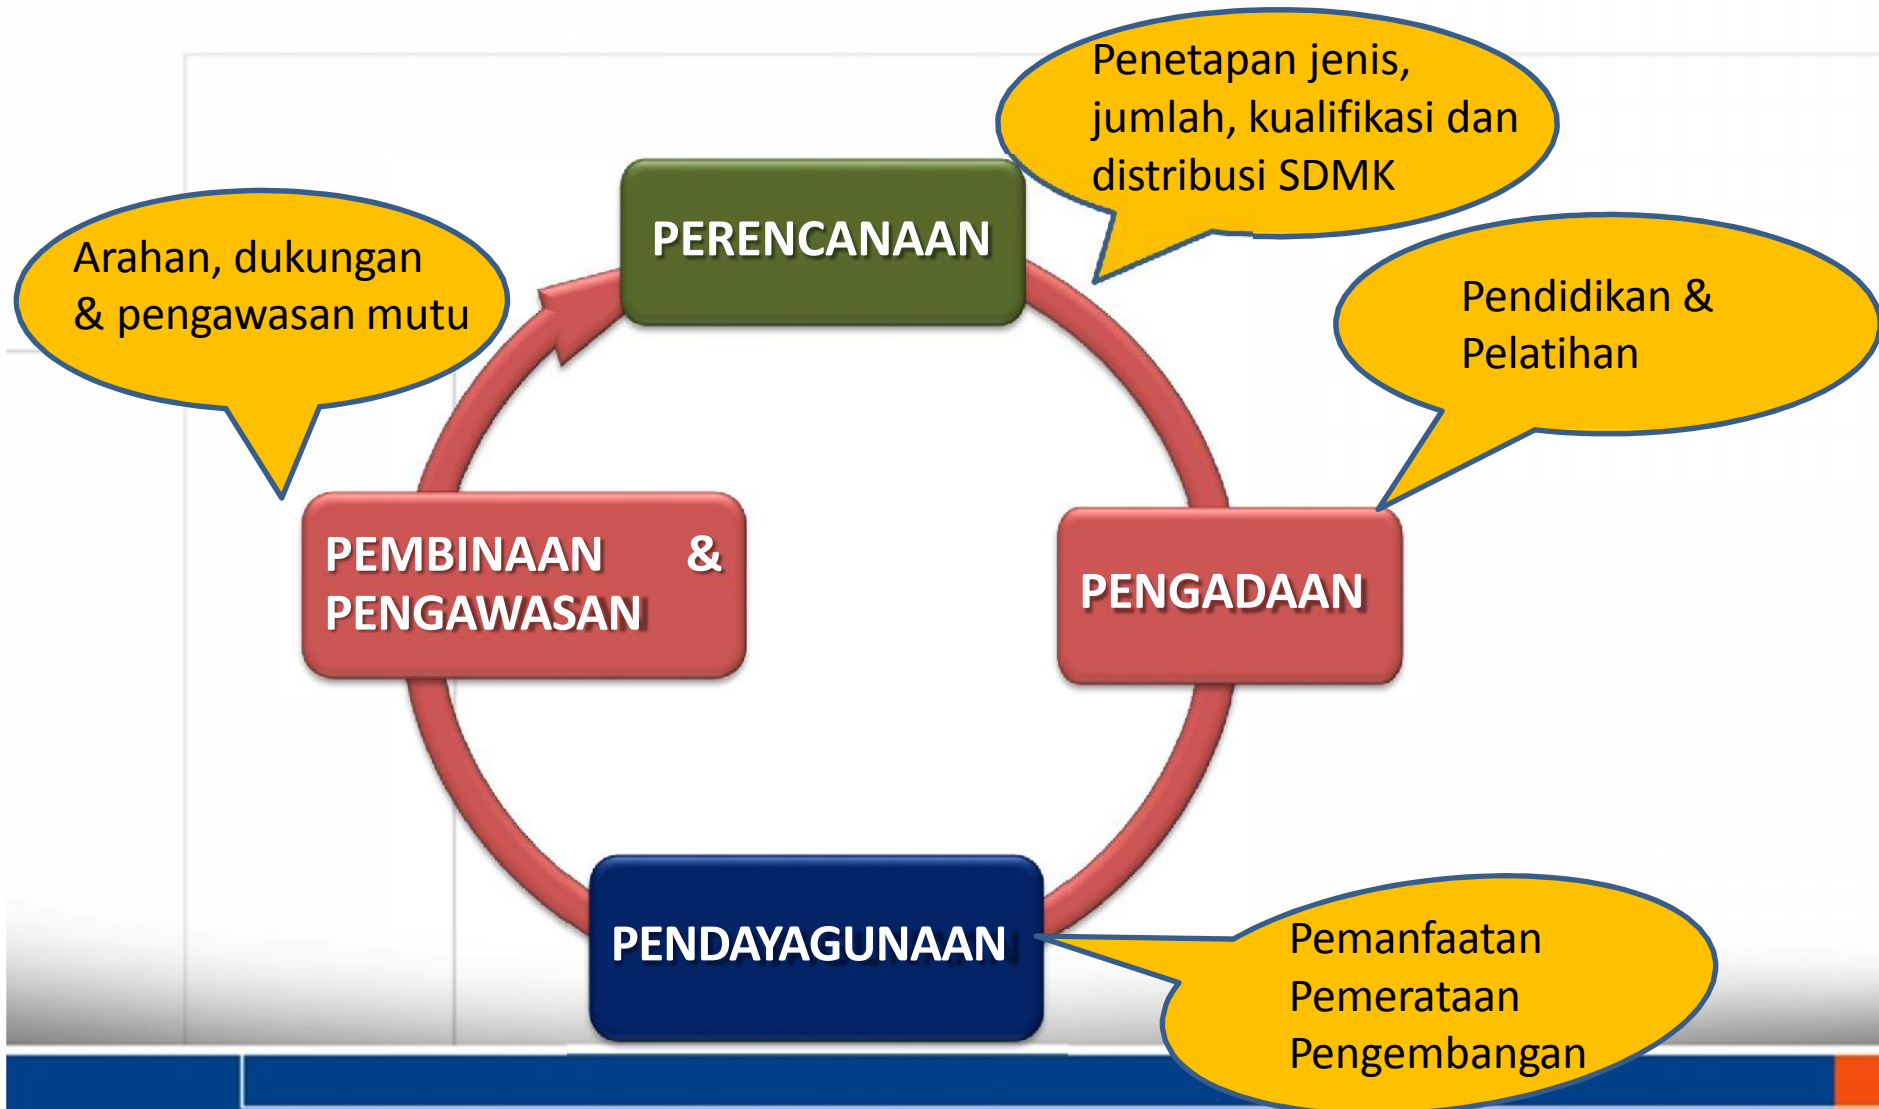 Penetapan jenis,
jumlah, kualifikasi dan
distribusi SDMK
PERENCANAAN
Arahan, dukungan
& pengawasan mutu
Pendidikan &
Pelatihan
PEMBINAAN &
PENGAWASAN
PENGADAAN
PENDAYAGUNAAN
Pemanfaatan
Pemerataan
Pengembangan